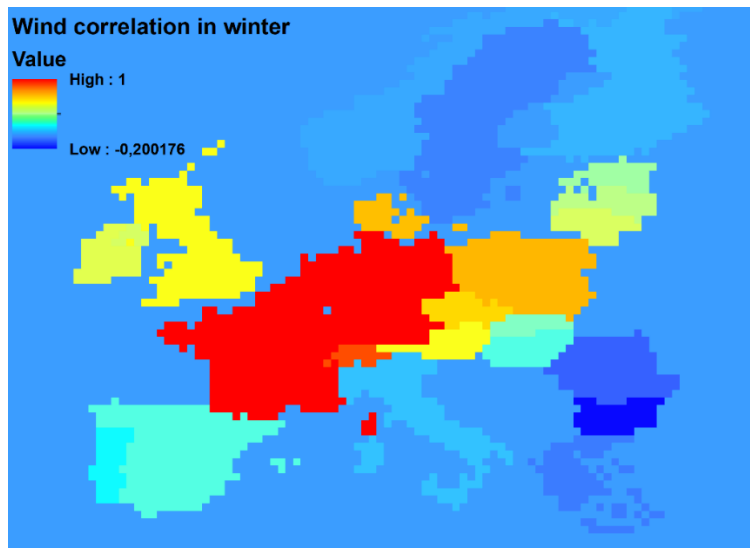 Wind correlation in winter
Value
High : 1
Low : -0,200176